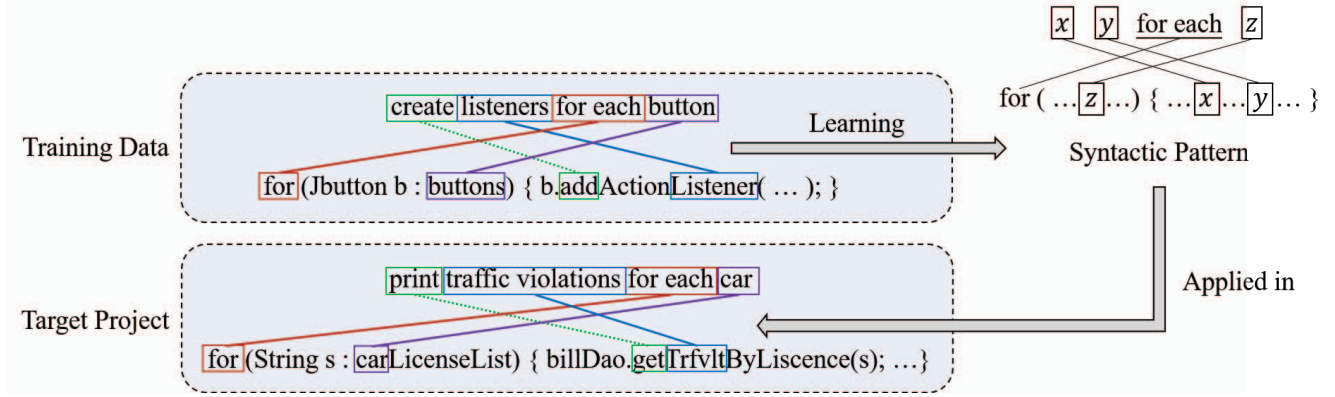 x y for each z
for ( … z …) { … x … y … }
Syntactic Pattern
Training Data
create listeners for each button
for (Jbutton b : buttons) { b.addActionListener( … ); }
Learning
Target Project
print traffic violations for each car
for (String s : carLicenseList) { billDao.getTrfvltByLiscence(s); …}
Applied in